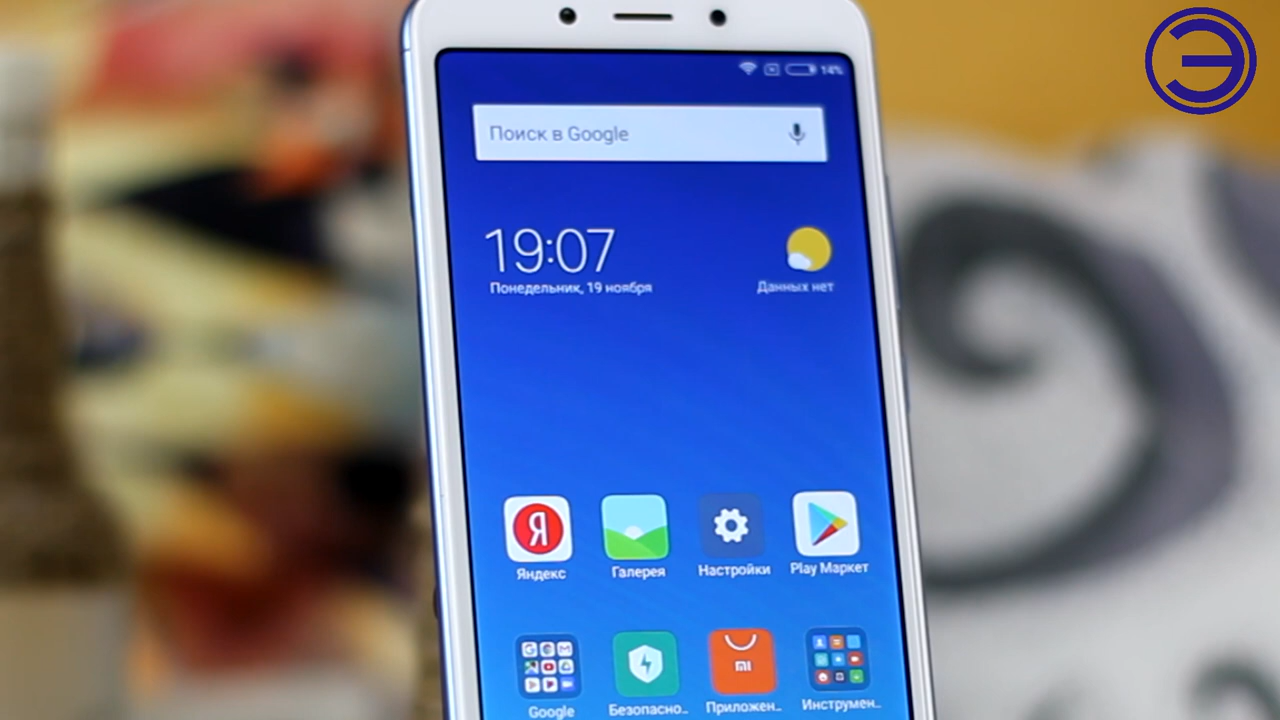 Э
14%
Поиск в Google
19:07
Понедельник, 19 ноября
Данных нет
Я
Яндекс
Галерея
Настройки
Play Маркет
mi
Google
Безопасно..
Приложен..
Инструмен..